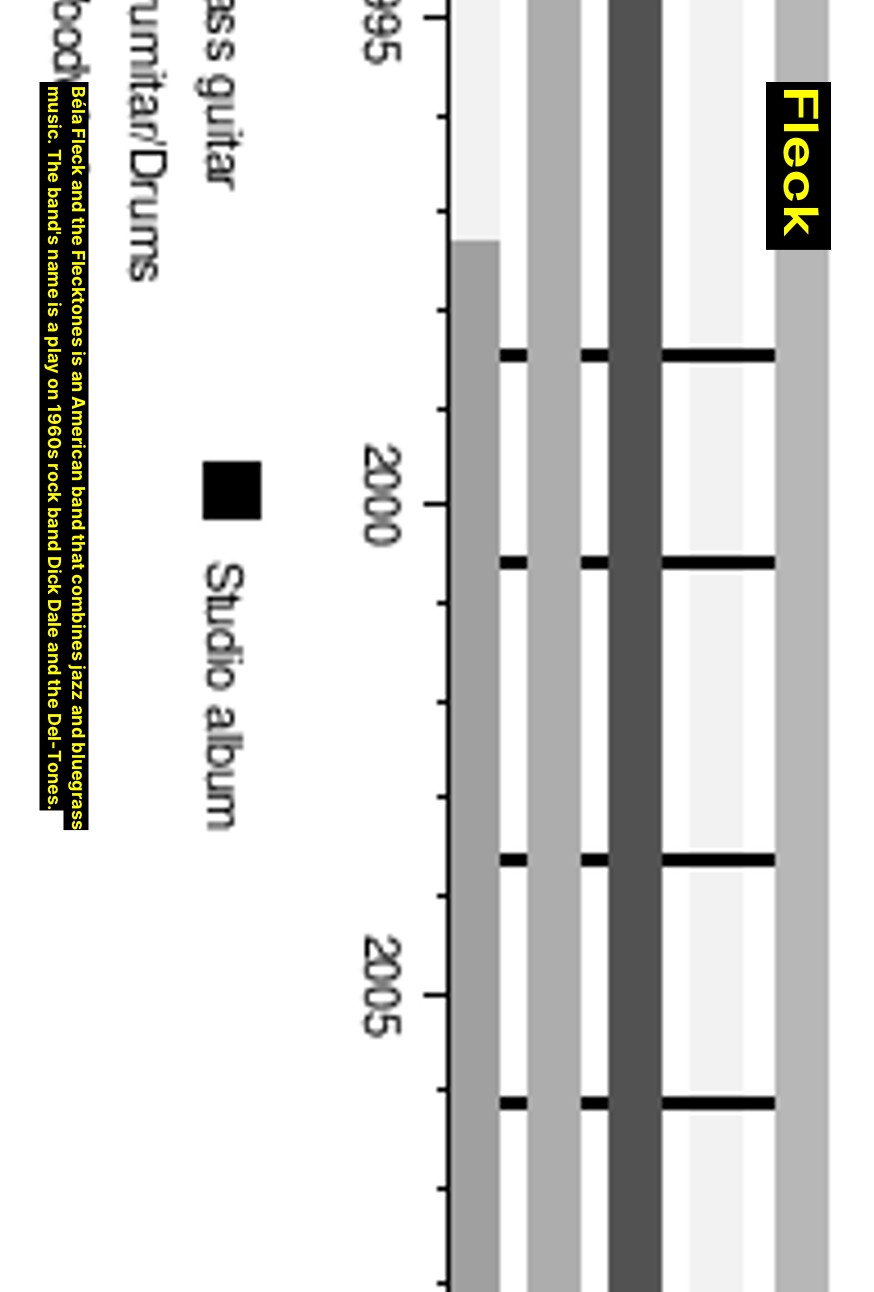 Fleck
995 2000 2005
ass guitar Studio album
rumitar/Drums
Béla Fleck and the Flecktones is an American band that combines jazz and bluegrass
music. The band's name is a play on 1960s rock band Dick Dale and the Del-Tones.